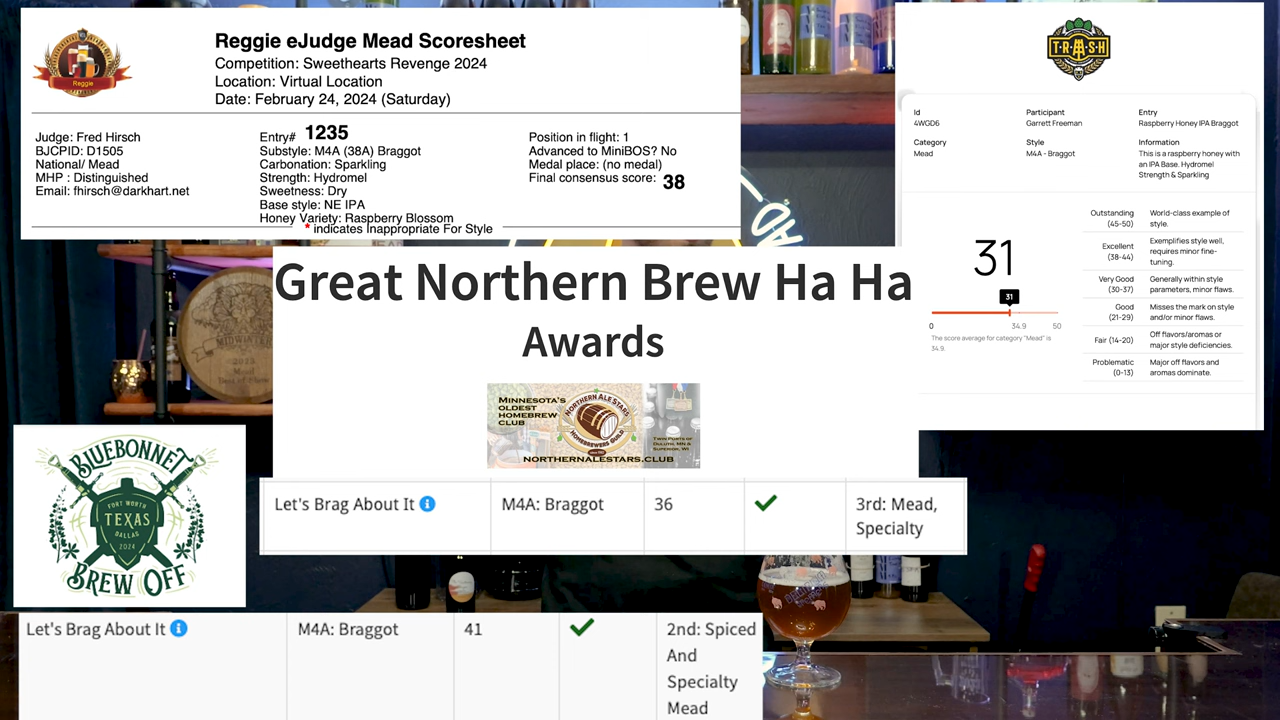 Reggie eJudge Mead Scoresheet
Competition: Sweethearts Revenge 2024
Location: Virtual Location
Date: February 24, 2024 (Saturday)
Reggie
Judge: Fred Hirsch
BJCPID: D1505
National/ Mead
MHP : Distinguished
Email: fhirsch@darkhart.net
Entry# 1235
Substyle: M4A (38A) Braggot
Carbonation: Sparkling
Strength: Hydromel
Sweetness: Dry
Base style: NE IPA
Honey Variety: Raspberry Blossom
Position in flight: 1
Advanced to MiniBOS? No
Medal place: (no medal)
Final consensus score: 38
* indicates Inappropriate For Style
TRASH
Id
4WGD6
Participant
Garrett Freeman
Entry
Raspberry Honey IPA Braggot
Category
Mead
Style
M4A - Braggot
Information
This is a raspberry honey with
an IPA Base. Hydromel
Strength & Sparkling
31
31
0
34.9
50
The score average for category "Mead" is
34.9.
Outstanding
(45-50)
World-class example of
style.
Excellent
(38-44)
Exemplifies style well,
requires minor fine-
tuning.
Very Good
(30-37)
Generally within style
parameters, minor flaws.
Good
(21-29)
Misses the mark on style
and/or minor flaws.
Fair (14-20)
Off flavors/aromas or
major style deficiencies.
Problematic
(0-13)
Major off flavors and
aromas dominate.
Great Northern Brew Ha Ha
Awards
MINNESOTA'S
OLDEST
HOMEBREW
CLUB
NORTHERN ALE STARS
HOMEBREWERS GUILD
TWIN PORTS OF
DULUTH, MN &
SUPERIOR, WI
NORTHERNALESTARS.CLUB
MIDWINTER
Let's Brag About It
M4A: Braggot
36
3rd: Mead,
Specialty
BLUEBONNET
FORT WORTH
TEXAS
DALLAS
2024
BREW OFF
Let's Brag About It
M4A: Braggot
41
2nd: Spiced
And
Specialty
Mead